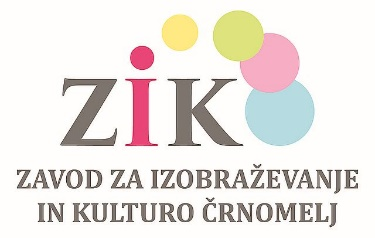 ZiK
ZAVOD ZA IZOBRAŽEVANJE
IN KULTURO ČRNOMELJ